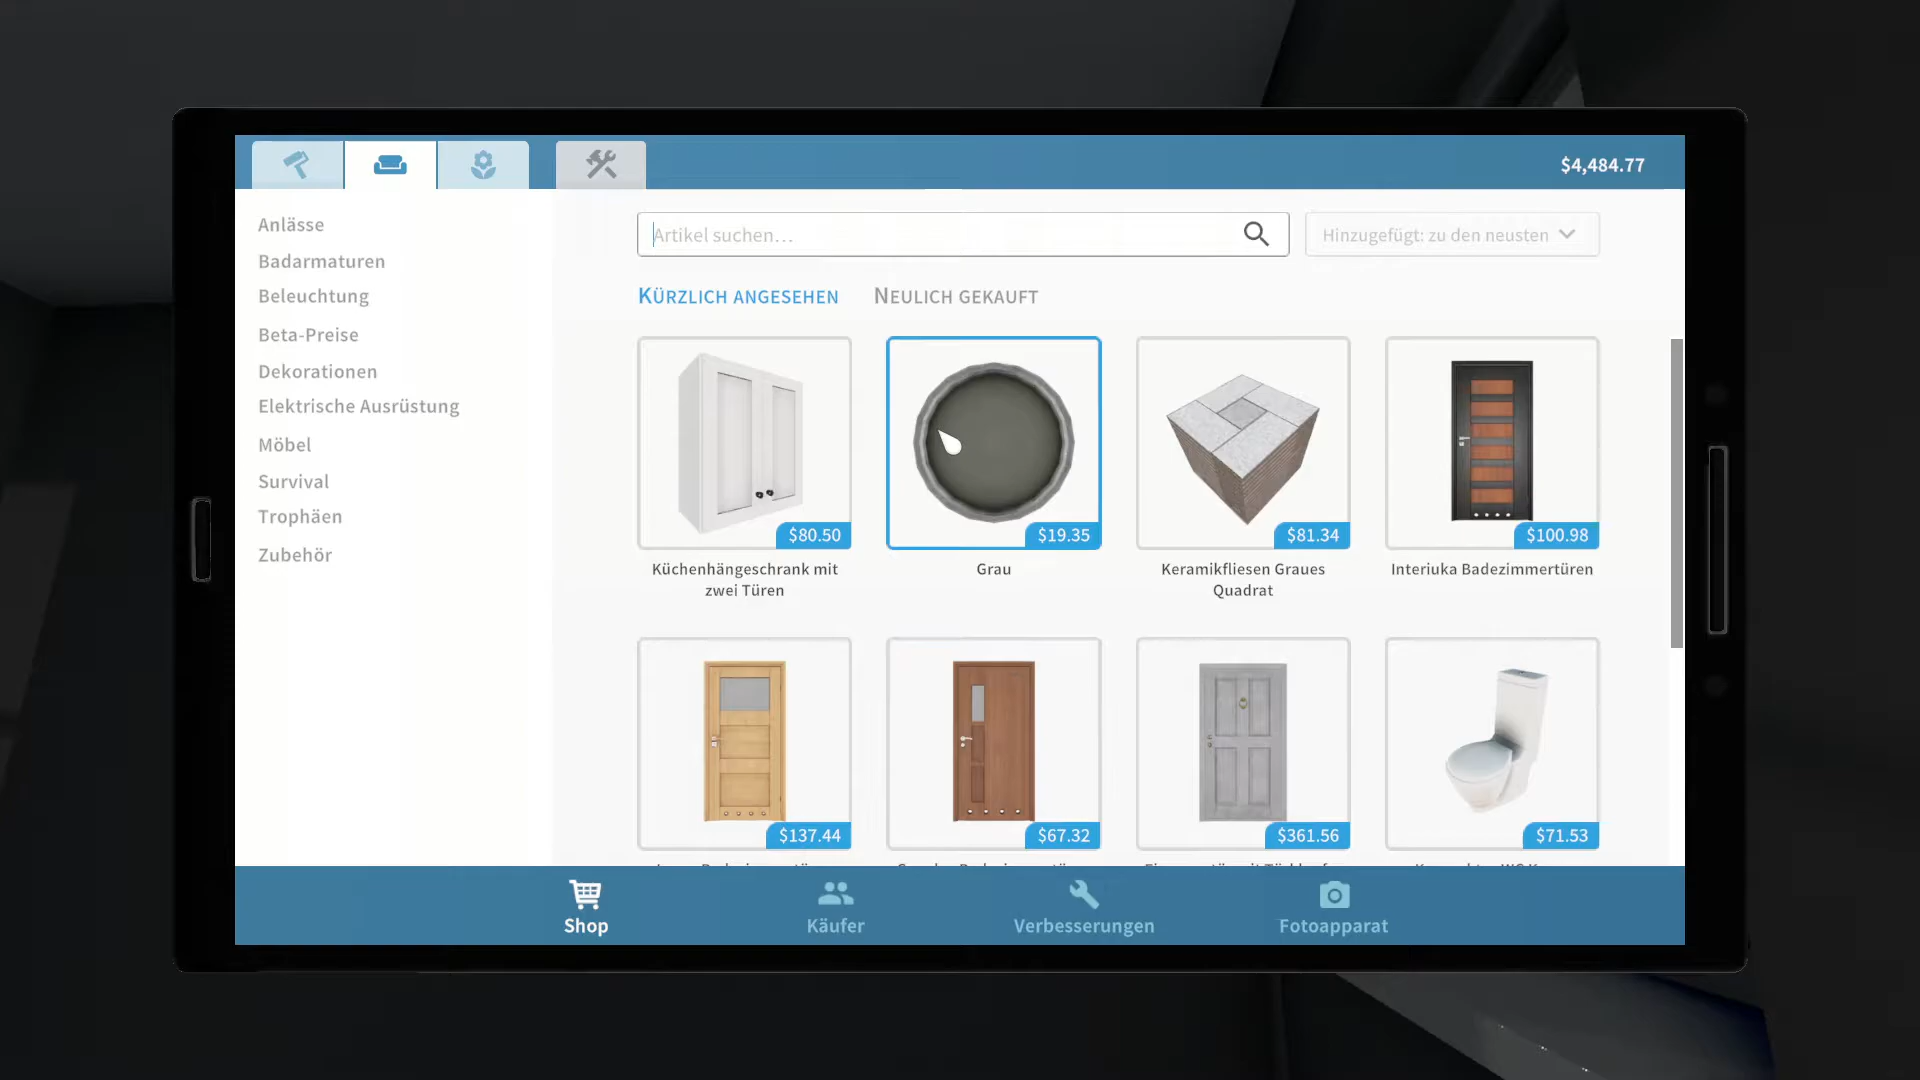 $4,484.77
Anlässe
Badarmaturen
Beleuchtung
Beta-Preise
Dekorationen
Elektrische Ausrüstung
Möbel
Survival
Trophäen
Zubehör
Artikel suchen...
Hinzugefügt: zu den neusten
KÜRZLICH ANGESEHEN
NEULICH GEKAUFT
$80.50
$19.35
$81.34
$100.98
Küchenhängeschrank mit
zwei Türen
Grau
Keramikfliesen Graues
Quadrat
Interiuka Badezimmertüren
$137.44
$67.32
$361.56
$71.53
Shop
Käufer
Verbesserungen
Fotoapparat